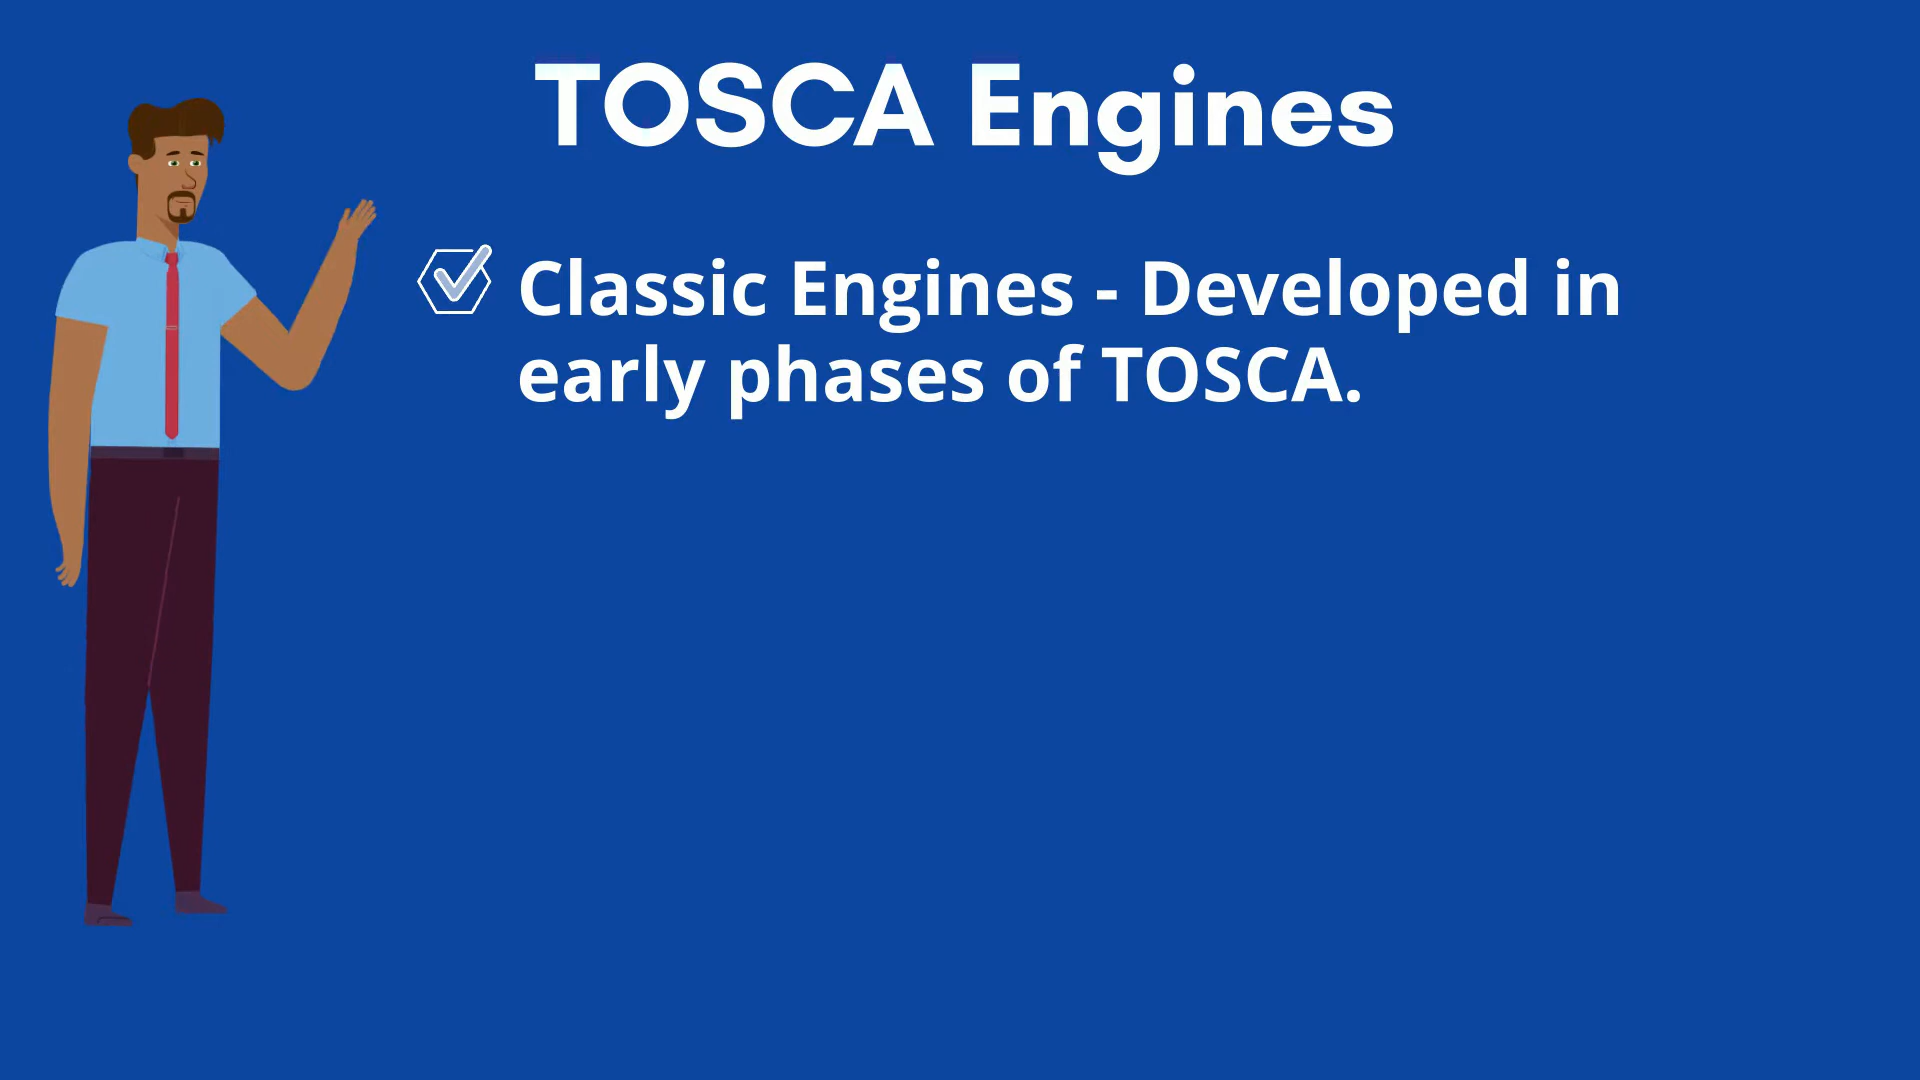 TOSCA Engines
Classic Engines - Developed in
early phases of TOSCA.